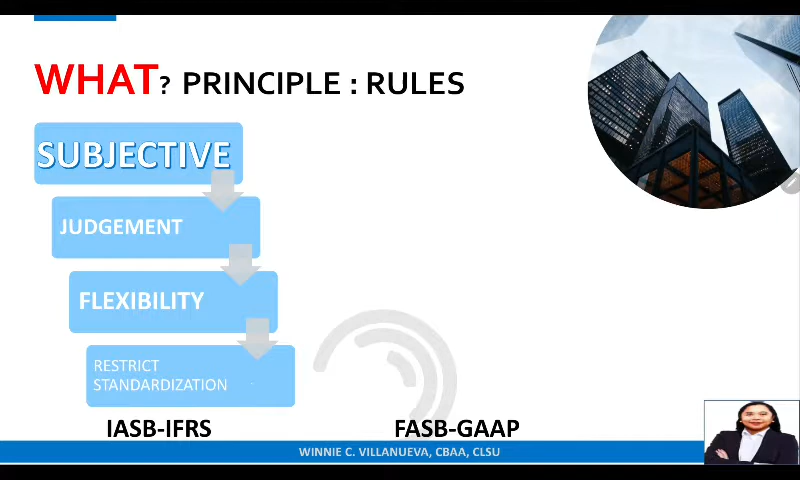 WHAT? PRINCIPLE : RULES
SUBJECTIVE
JUDGEMENT
FLEXIBILITY
RESTRICT
STANDARDIZATION
IASB-IFRS
FASB-GAAP
WINNIE C. VILLANUEVA, CBAA, CLSU